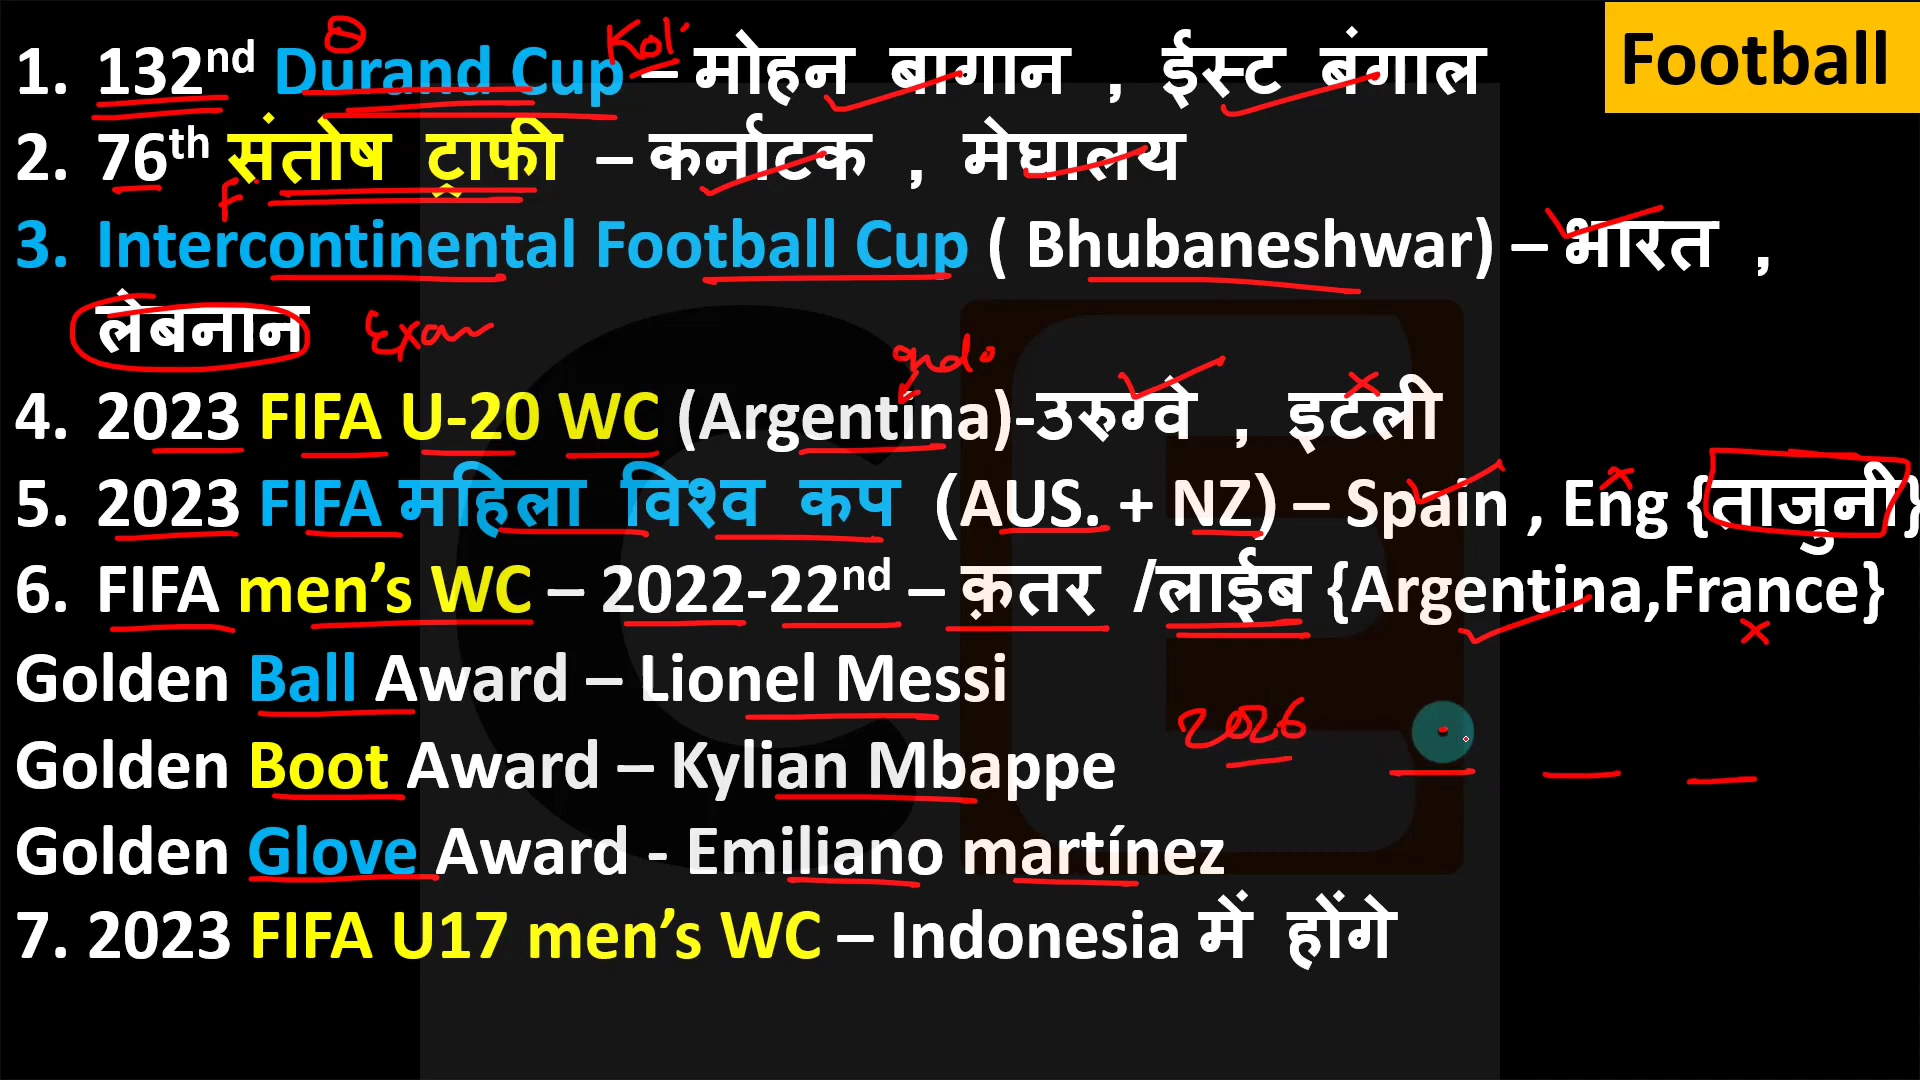 Football
1. 132nd Durand Cup – मोहन बागान , ईस्ट बंगाल
Kol.
2. 76th संतोष ट्राफी – कर्नाटक , मेघालय
F
3. Intercontinental Football Cup ( Bhubaneshwar) – भारत ,
लेबनान
Exam
4. 2023 FIFA U-20 WC (Argentina)-उरुग्वे , इटली
5. 2023 FIFA महिला विश्व कप (AUS. + NZ) – Spain , Eng {ताजुनी}
6. FIFA men’s WC – 2022-22nd – क़तर /लाईब {Argentina,France}
Golden Ball Award – Lionel Messi
2026
Golden Boot Award – Kylian Mbappe
Golden Glove Award - Emiliano martínez
7. 2023 FIFA U17 men’s WC – Indonesia में होंगे